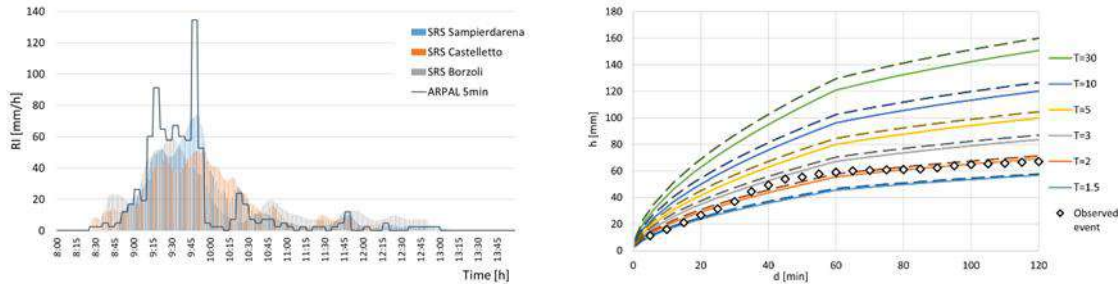 140
120
100
80
60
40
20
0
RI [mm/h]
SRS Sampierdarena
SRS Castelletto
SRS Borzoli
ARPAL 5min
8:00
8:15
8:30
8:45
9:00
9:15
9:30
9:45
10:00
10:15
10:30
10:45
11:00
11:15
11:30
11:45
12:00
12:15
12:30
12:45
13:00
13:15
13:30
13:45
Time [h]
180
160
140
120
100
80
60
40
20
0
h [mm]
0 20 40 60 80 100 120
d [min]
T=30
T=10
T=5
T=3
T=2
T=1.5
Observed
event